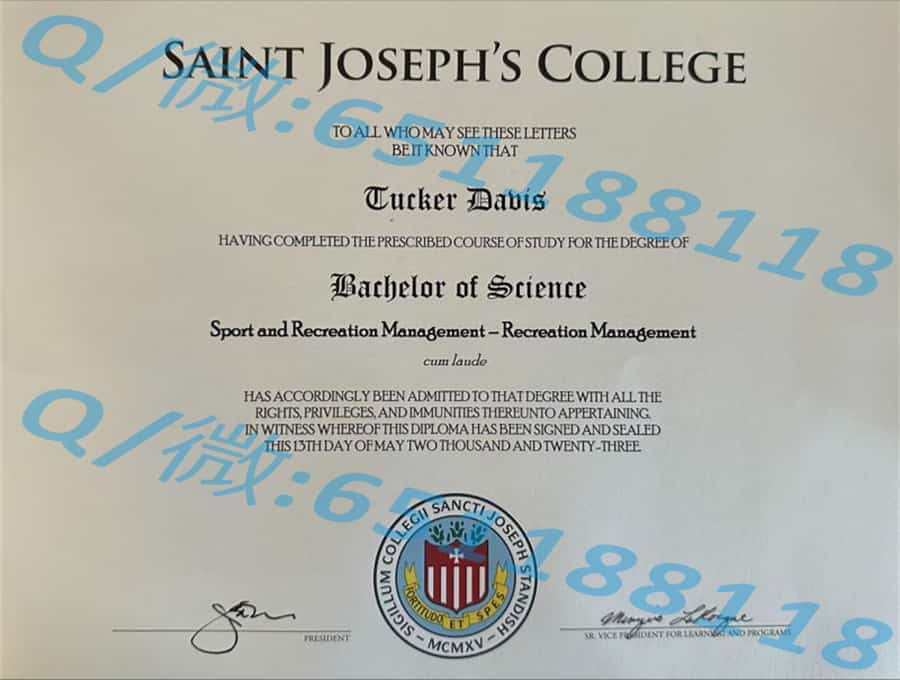 SAINT JOSEPH'S COLLEGE
TO ALL WHO MAY SEE THESE LETTERS
BE IT KNOWN THAT
Tucker Davis
HAVING COMPLETED THE PRESCRIBED COURSE OF STUDY FOR THE DEGREE OF
Bachelor of Science
Sport and Recreation Management – Recreation Management
cum laude
HAS ACCORDINGLY BEEN ADMITTED TO THAT DEGREE WITH ALL THE
RIGHTS, PRIVILEGES, AND IMMUNITIES THEREUNTO APPERTAINING.
IN WITNESS WHEREOF THIS DIPLOMA HAS BEEN SIGNED AND SEALED
THIS 13TH DAY OF MAY TWO THOUSAND AND TWENTY-THREE.
SIGILLUM COLLEGII SANCTI JOSEPH STANDISH
FORTITUDO ET SPES
MCMXV
PRESIDENT
SR. VICE PRESIDENT FOR LEARNING AND PROGRAMS
Q/微:65118 8118
Q/微:65118 8118